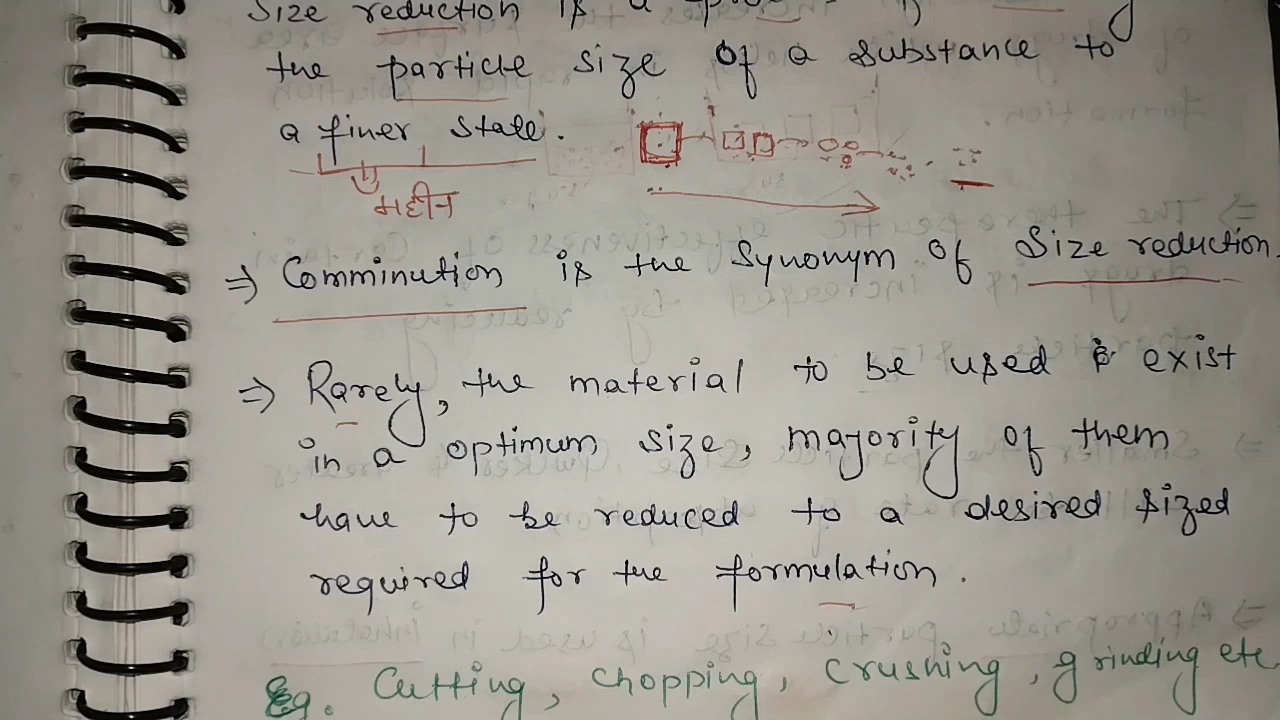 Size reduction is a
the particle size of a substance to
a finer state.
महीन
⇒ Comminution is the synonym of Size reduction.
⇒ Rarely, the material to be used exist
in a optimum size, majority of them
have to be reduced to a desired sized
required for the formulation.
Eg. Cutting, chopping, crushing, grinding etc